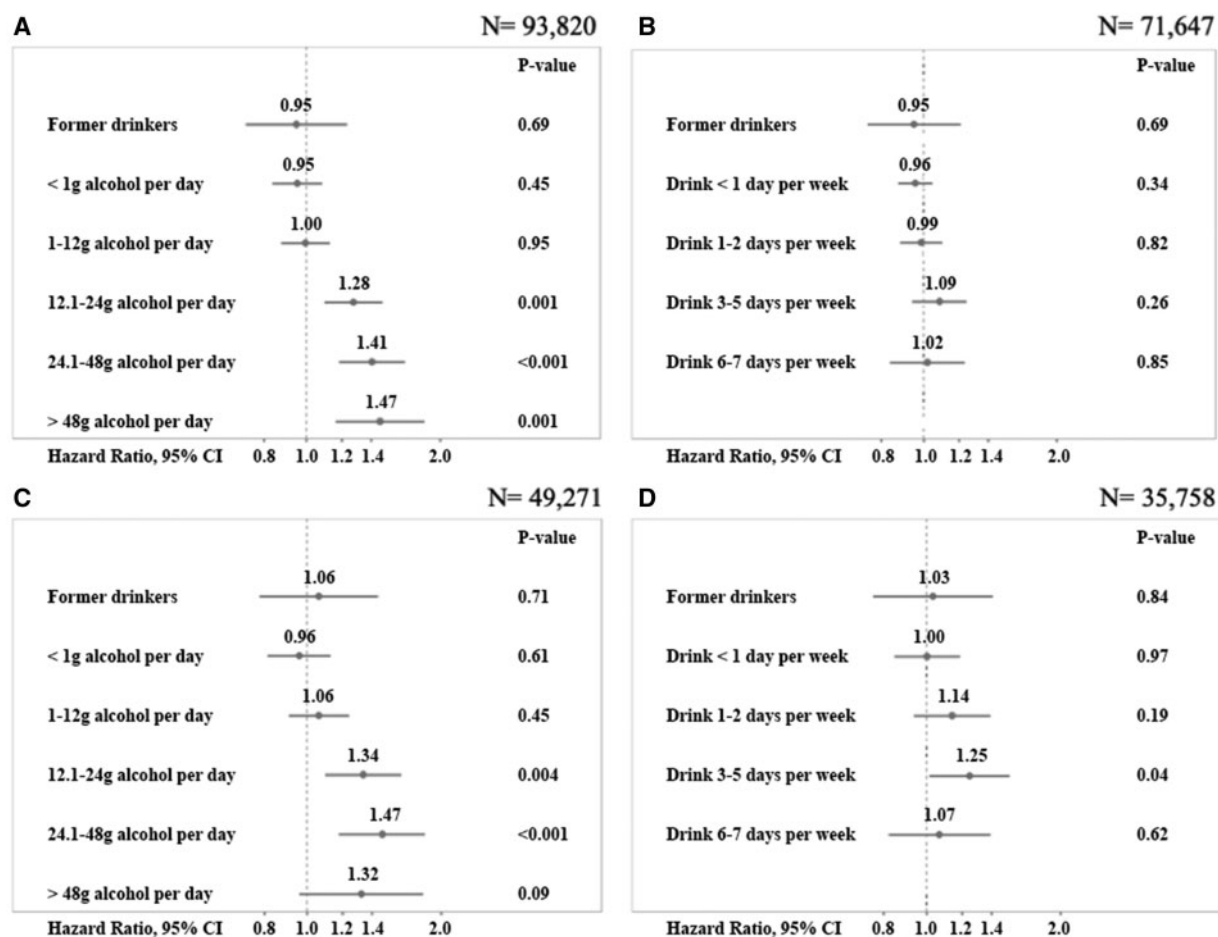 A N= 93,820
P-value
0.95
Former drinkers 0.69
0.95
< 1g alcohol per day 0.45
1.00
1-12g alcohol per day 0.95
1.28
12.1-24g alcohol per day 0.001
1.41
24.1-48g alcohol per day <0.001
1.47
> 48g alcohol per day 0.001
Hazard Ratio, 95% CI 0.8 1.0 1.2 1.4 2.0
B N= 71,647
P-value
0.95
Former drinkers 0.69
0.96
Drink < 1 day per week 0.34
0.99
Drink 1-2 days per week 0.82
1.09
Drink 3-5 days per week 0.26
1.02
Drink 6-7 days per week 0.85
Hazard Ratio, 95% CI 0.8 1.0 1.2 1.4 2.0
C N= 49,271
P-value
1.06
Former drinkers 0.71
0.96
< 1g alcohol per day 0.61
1.06
1-12g alcohol per day 0.45
1.34
12.1-24g alcohol per day 0.004
1.47
24.1-48g alcohol per day <0.001
1.32
> 48g alcohol per day 0.09
Hazard Ratio, 95% CI 0.8 1.0 1.2 1.4 2.0
D N= 35,758
P-value
1.03
Former drinkers 0.84
1.00
Drink < 1 day per week 0.97
1.14
Drink 1-2 days per week 0.19
1.25
Drink 3-5 days per week 0.04
1.07
Drink 6-7 days per week 0.62
Hazard Ratio, 95% CI 0.8 1.0 1.2 1.4 2.0